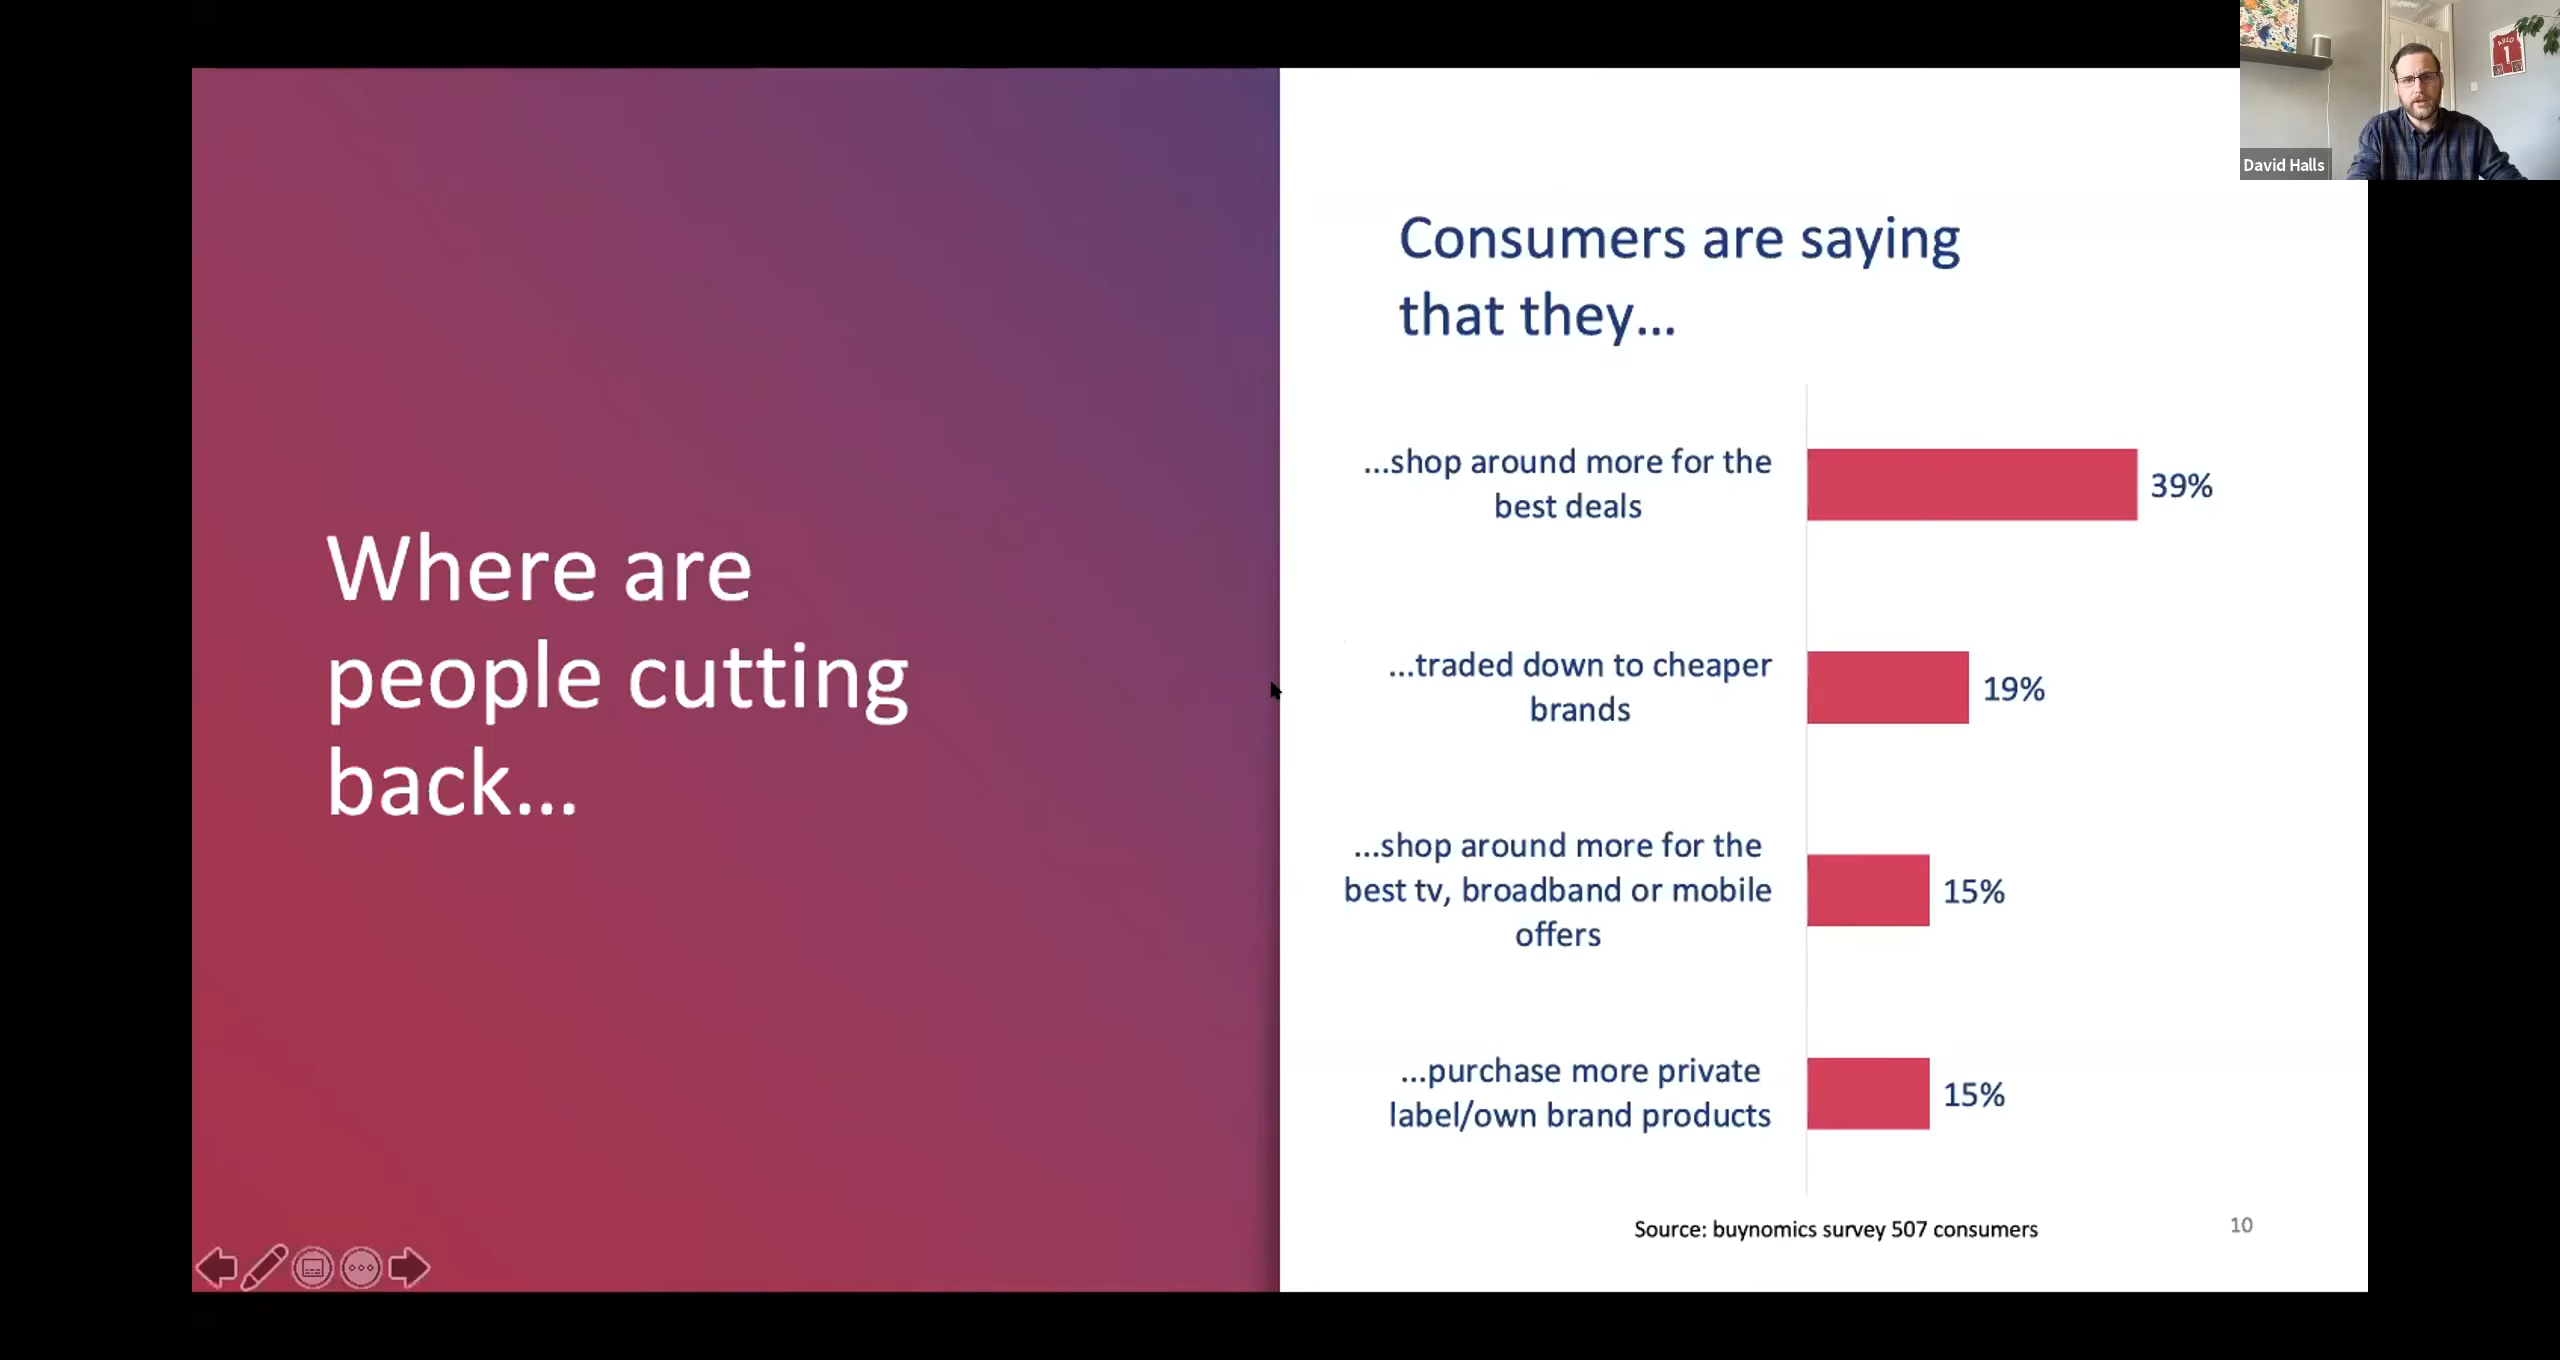 Where are
people cutting
back...
Consumers are saying
that they...
...shop around more for the
best deals
39%
...traded down to cheaper
brands
19%
...shop around more for the
best tv, broadband or mobile
offers
15%
...purchase more private
label/own brand products
15%
Source: buynomics survey 507 consumers
10
David Halls
ARLO
1